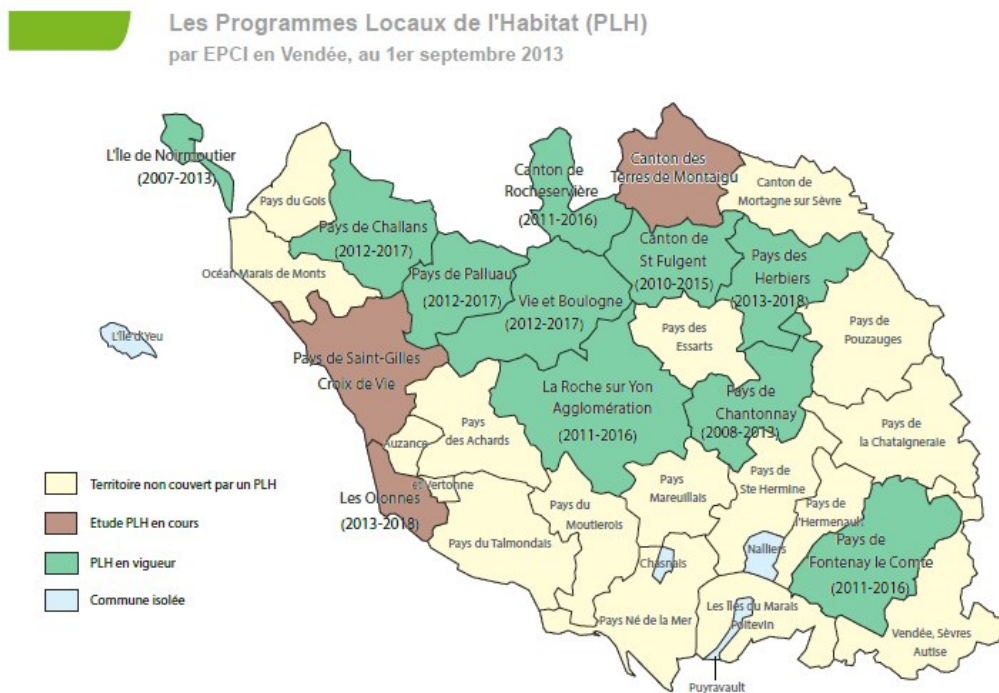 Les Programmes Locaux de l'Habitat (PLH)
par EPCI en Vendée, au 1er septembre 2013
L'Île de Noirmoutier
(2007-2013)
Pays du Gois
Pays de Challans
(2012-2017)
Canton de
Rocheservière
(2011-2016)
Canton des
Terres de Montaigu
Canton de
Mortagne sur Sèvre
Océan Marais de Monts
Pays de Palluau
(2012-2017)
Vie et Boulogne
(2012-2017)
Canton de
St Fulgent
(2010-2015)
Pays des
Herbiers
(2013-2018)
L'Île d'Yeu
Pays de Saint-Gilles
Croix de Vie
Pays des
Essarts
Pays de
Pouzauges
La Roche sur Yon
Agglomération
(2011-2016)
Pays de
Chantonnay
(2008-2013)
Pays
des Achards
Auzance
et Vertonne
Pays de
la Chataigneraie
Les Olonnes
(2013-2018)
Pays du
Moutierois
Pays
Mareuillais
Pays de
Ste Hermine
Pays de
l'Hermenault
Pays du Talmondais
Chasnais
Nalliers
Pays de
Fontenay le Comte
(2011-2016)
Pays Né de la Mer
Les Îles du Marais
Poitevin
Vendée, Sèvres
Autise
Puyravault
Territoire non couvert par un PLH
Etude PLH en cours
PLH en vigueur
Commune isolée